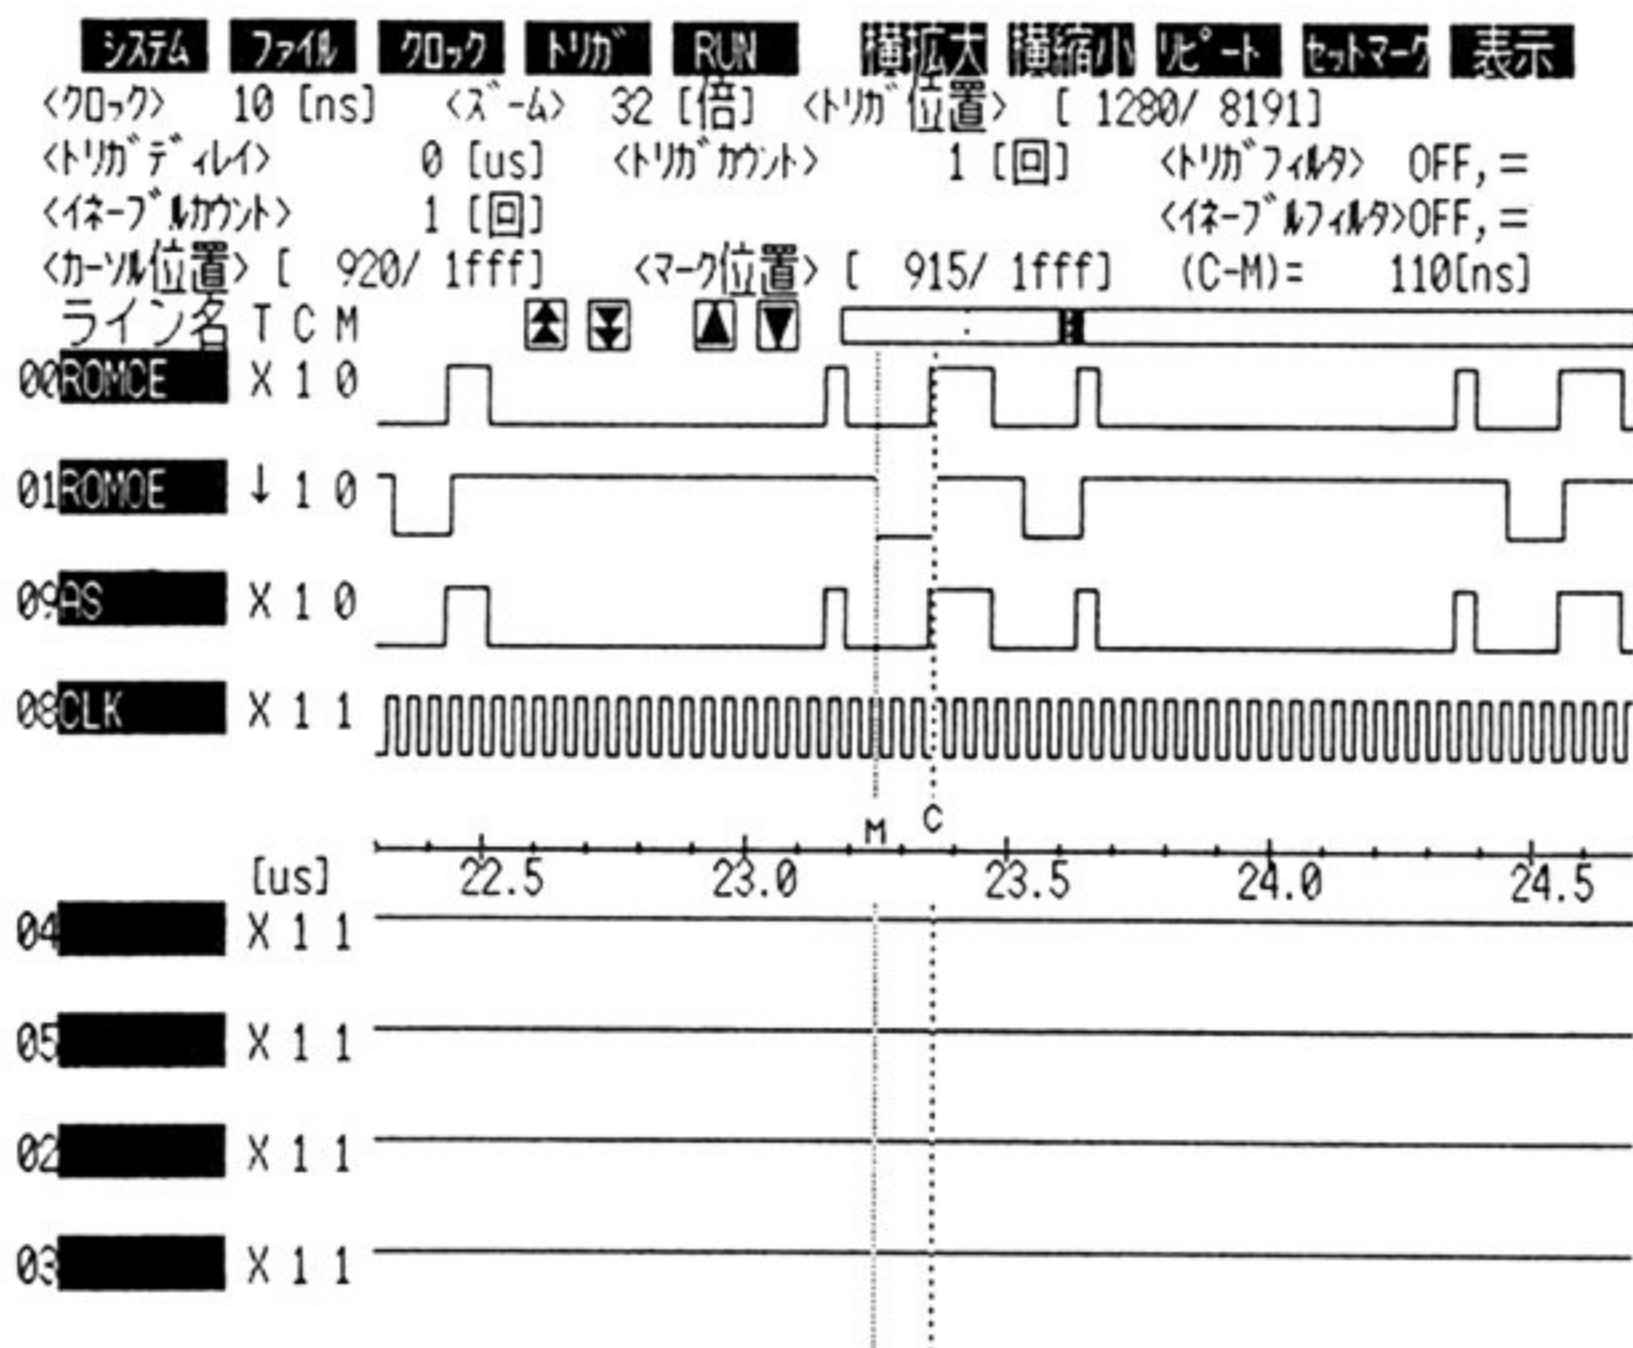 システム ファイル クロック トリガ RUN 横拡大 横縮小 リピート セットマーク 表示
<クロック> 10 [ns] <ズーム> 32 [倍] <トリガ位置> [ 1280/ 8191]
<トリガディレイ> 0 [us] <トリガカウント> 1 [回] <トリガフィルタ> OFF,=
<イネーブルカウント> 1 [回] <イネーブルフィルタ>OFF,=
<カーソル位置> [ 920/ 1fff] <マーク位置> [ 915/ 1fff] (C-M)= 110[ns]
ライン名 T C M
00ROMCE X 1 0
01ROMOE ↓ 1 0
09AS X 1 0
08CLK X 1 1
M C
[us] 22.5 23.0 23.5 24.0 24.5
04 X 1 1
05 X 1 1
02 X 1 1
03 X 1 1